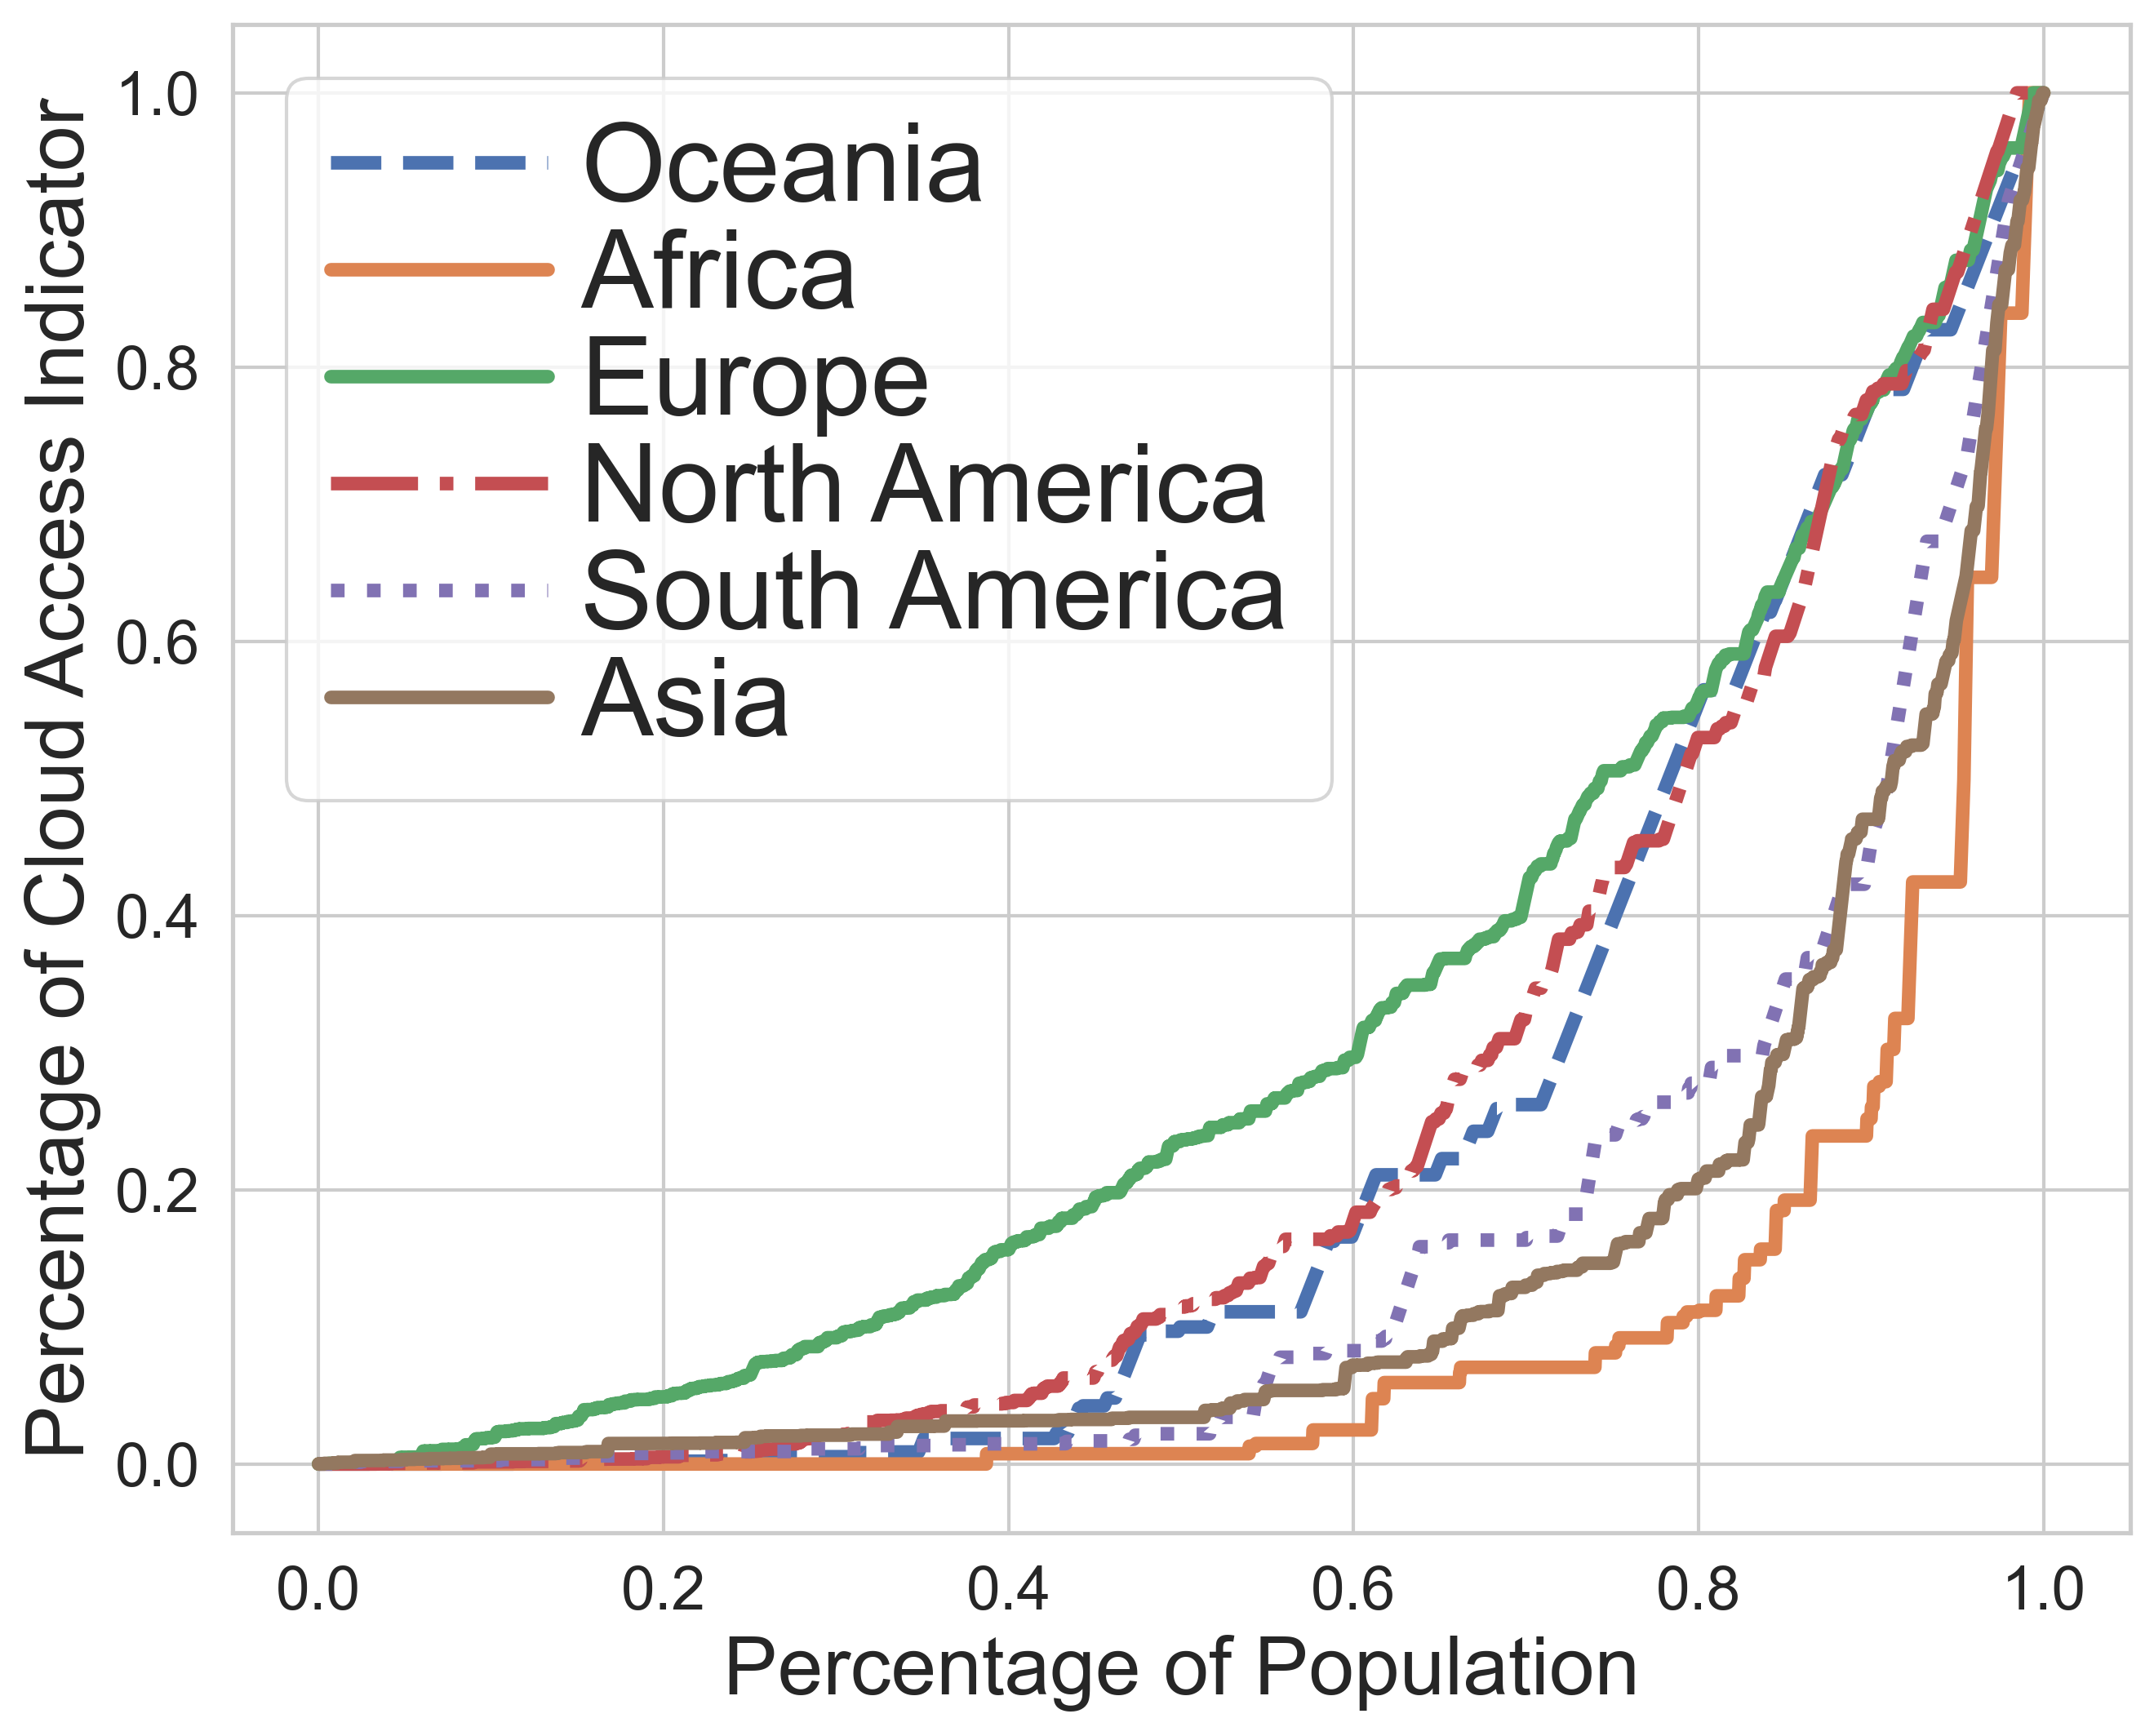 Percentage of Cloud Access Indicator
1.0
0.8
0.6
0.4
0.2
0.0
Oceania
Africa
Europe
North America
South America
Asia
0.0 0.2 0.4 0.6 0.8 1.0
Percentage of Population